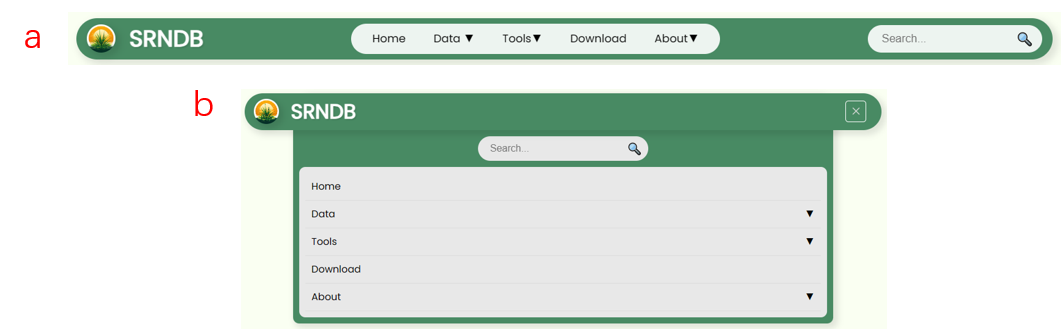 a SRNDB Home Data ▼ Tools▼ Download About▼ Search...
b SRNDB ×
Search...
Home
Data ▼
Tools ▼
Download
About ▼